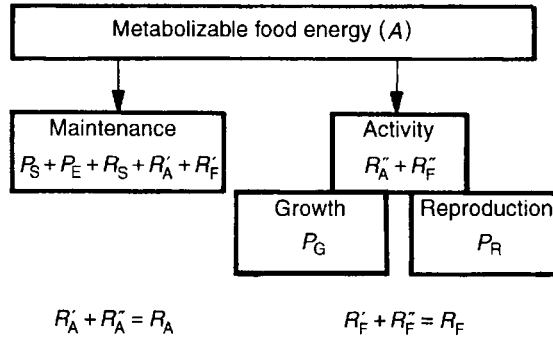 Metabolizable food energy (A)
Maintenance
P_S + P_E + R_S + R'_A + R'_F
Activity
R''_A + R''_F
Growth
P_G
Reproduction
P_R
R'_A + R''_A = R_A
R'_F + R''_F = R_F